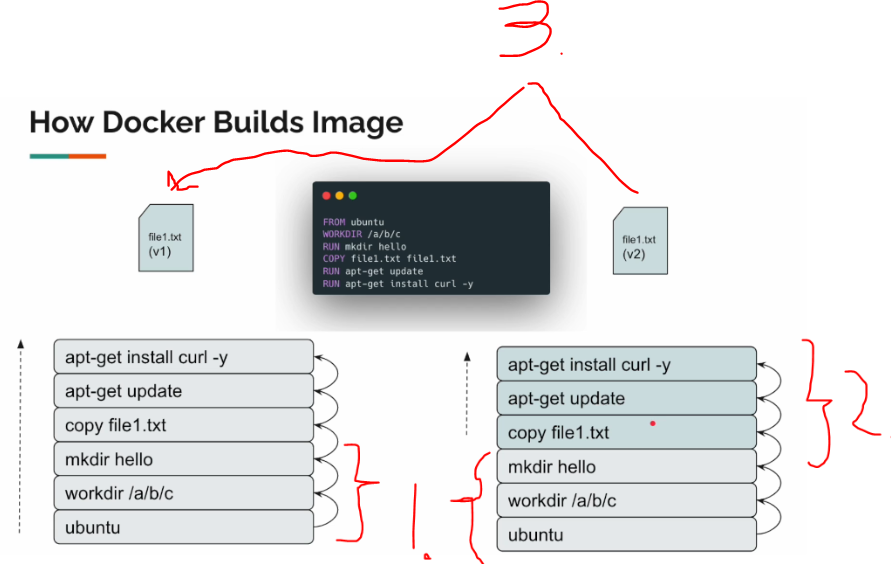 3.
How Docker Builds Image
file1.txt
(v1)
FROM ubuntu
WORKDIR /a/b/c
RUN mkdir hello
COPY file1.txt file1.txt
RUN apt-get update
RUN apt-get install curl -y
file1.txt
(v2)
apt-get install curl -y
apt-get update
copy file1.txt
mkdir hello
workdir /a/b/c
ubuntu
1.
apt-get install curl -y
apt-get update
copy file1.txt
mkdir hello
workdir /a/b/c
ubuntu
2.